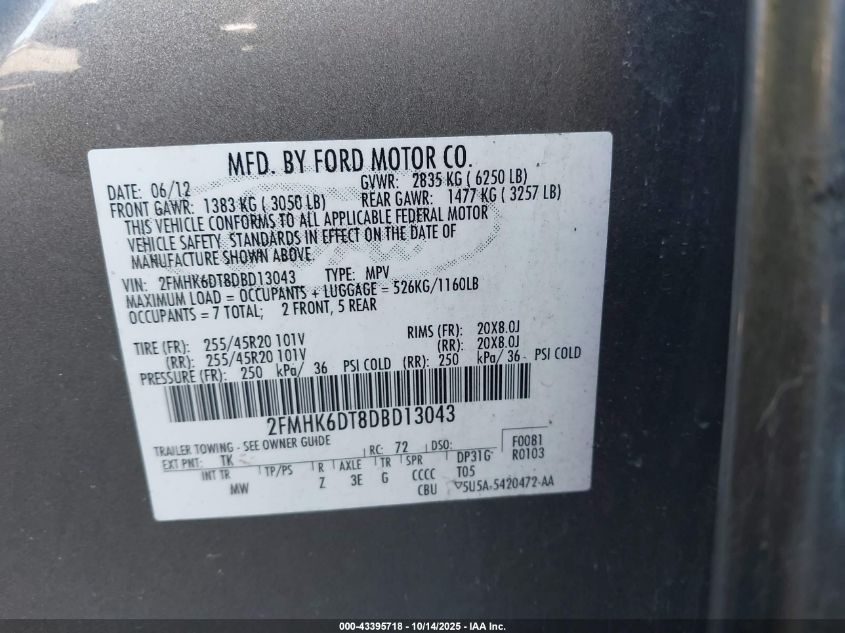 MFD. BY FORD MOTOR CO.
DATE: 06/12 GVWR: 2835 KG ( 6250 LB)
FRONT GAWR: 1383 KG ( 3050 LB) REAR GAWR: 1477 KG ( 3257 LB)
THIS VEHICLE CONFORMS TO ALL APPLICABLE FEDERAL MOTOR
VEHICLE SAFETY STANDARDS IN EFFECT ON THE DATE OF
MANUFACTURE SHOWN ABOVE.
VIN: 2FMHK6DT8DBD13043 TYPE: MPV
MAXIMUM LOAD = OCCUPANTS + LUGGAGE = 526KG/1160LB
OCCUPANTS = 7 TOTAL; 2 FRONT, 5 REAR
TIRE (FR): 255/45R20 101V RIMS (FR): 20X8.0J
(RR): 255/45R20 101V (RR): 20X8.0J
PRESSURE (FR): 250 kPa/ 36 PSI COLD (RR): 250 kPa/ 36 PSI COLD
2FMHK6DT8DBD13043
TRAILER TOWING - SEE OWNER GUIDE
EXT PNT: TK RC: 72 DSO: F0081
INT TR TP/PS R AXLE TR SPR DP31G R0103
MW Z 3E G CCCC T05
CBU 5U5A-5420472-AA
000-43395718 - 10/14/2025 - IAA Inc.